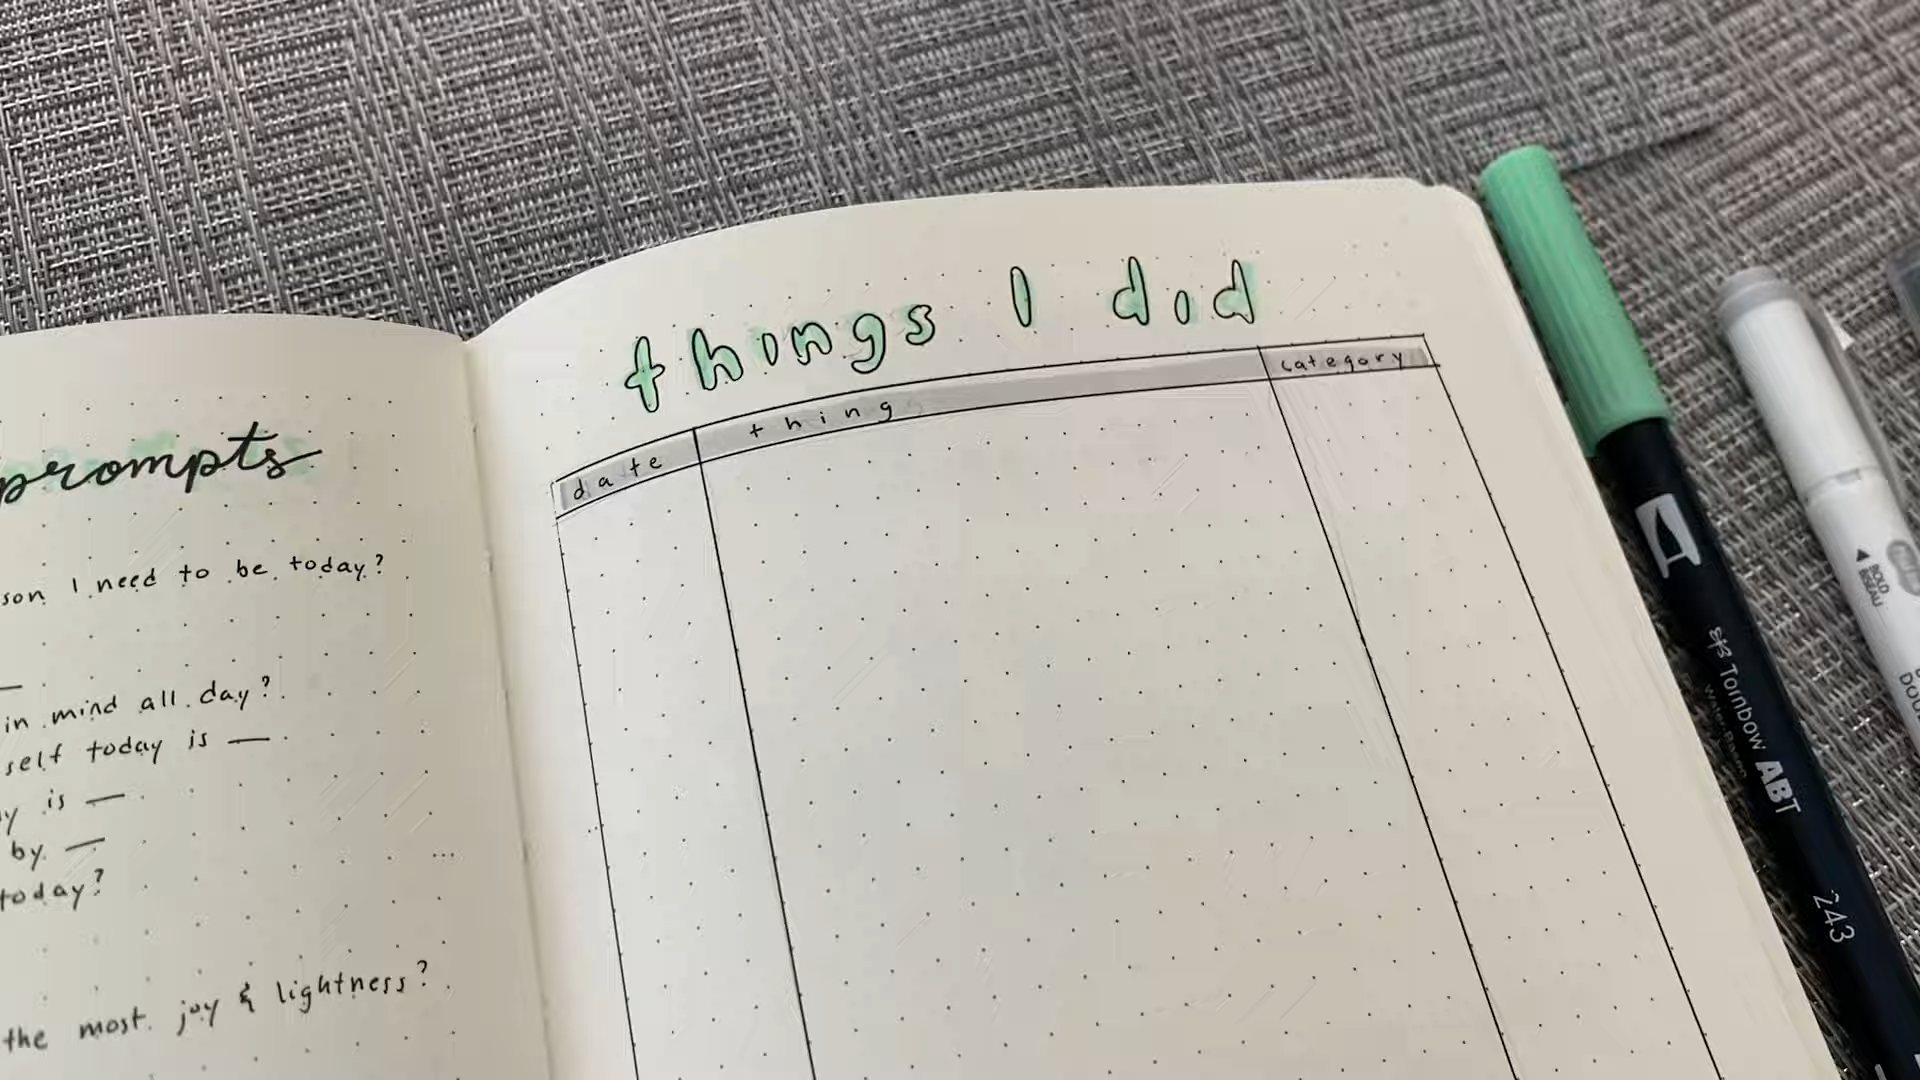 prompts
son I need to be today?
in mind all day?
self today is —
y is —
by —
today?
the most joy & lightness?
things I did
date thing category
Tombow ABT
243
BOLD